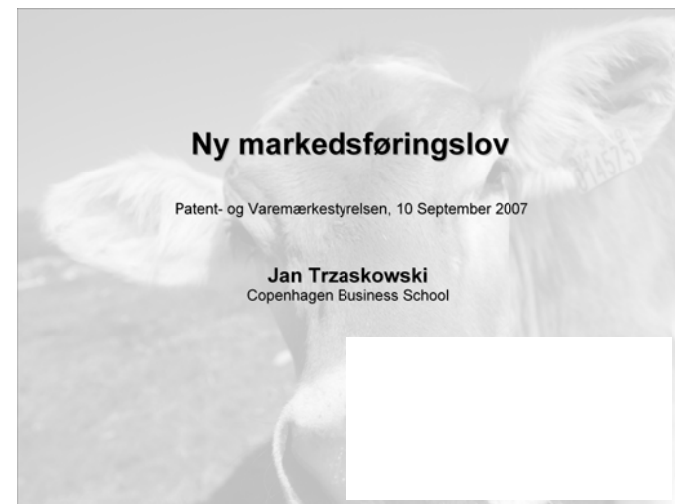 Ny markedsføringslov
Patent- og Varemærkestyrelsen, 10 September 2007
Jan Trzaskowski
Copenhagen Business School